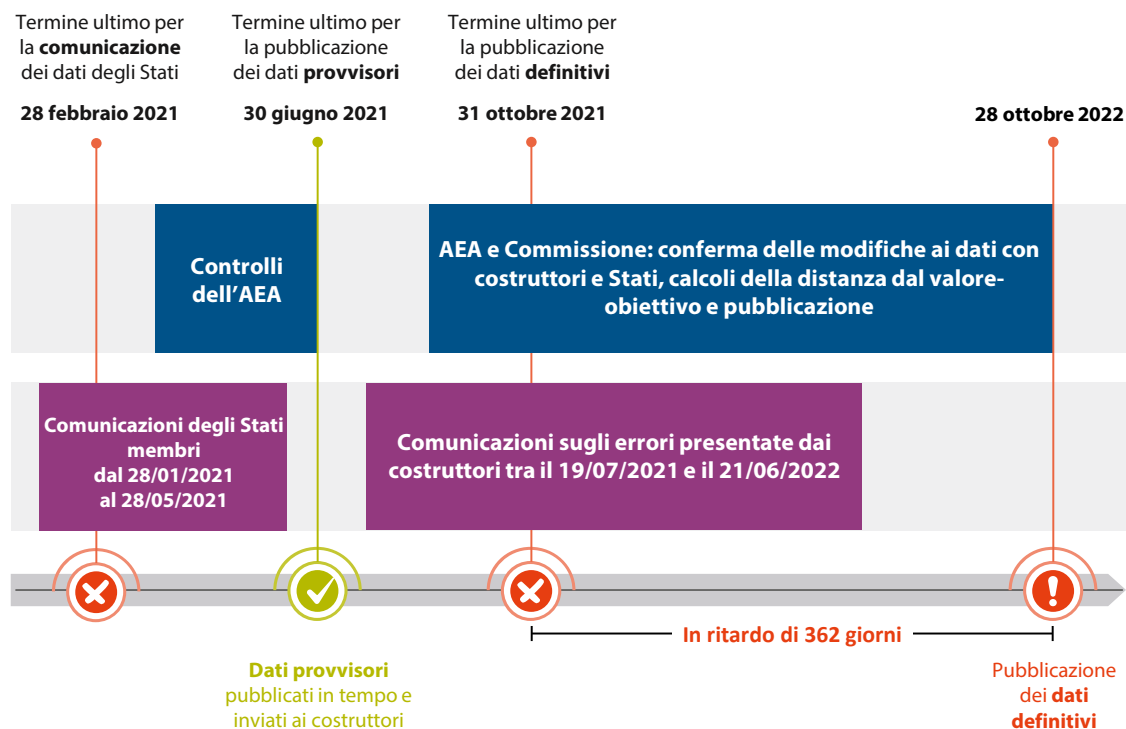 Termine ultimo per
la comunicazione
dei dati degli Stati
28 febbraio 2021
Termine ultimo per
la pubblicazione
dei dati provvisori
30 giugno 2021
Termine ultimo per
la pubblicazione
dei dati definitivi
31 ottobre 2021
28 ottobre 2022
Controlli
dell'AEA
AEA e Commissione: conferma delle modifiche ai dati con
costruttori e Stati, calcoli della distanza dal valore-
obiettivo e pubblicazione
Comunicazioni degli Stati
membri
dal 28/01/2021
al 28/05/2021
Comunicazioni sugli errori presentate dai
costruttori tra il 19/07/2021 e il 21/06/2022
In ritardo di 362 giorni
Dati provvisori
pubblicati in tempo e
inviati ai costruttori
Pubblicazione
dei dati
definitivi